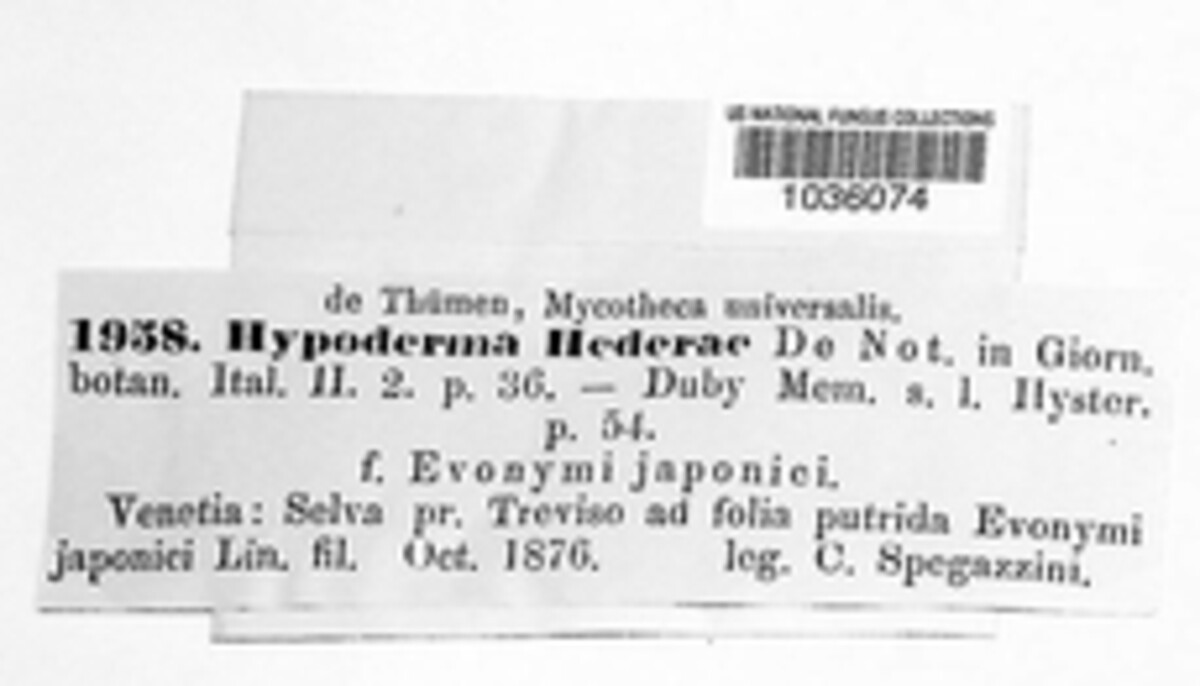 US NATIONAL FUNGUS COLLECTIONS
1036074
de Thümen, Mycotheca universalis.
1958. Hypoderma Hederae De Not. in Giorn.
botan. Ital. II. 2. p. 36. — Duby Mem. s. l. Hyster.
p. 54.
f. Evonymi japonici.
Venetia: Selva pr. Treviso ad folia putrida Evonymi
japonici Lin. fil. Oct. 1876. leg. C. Spegazzini.